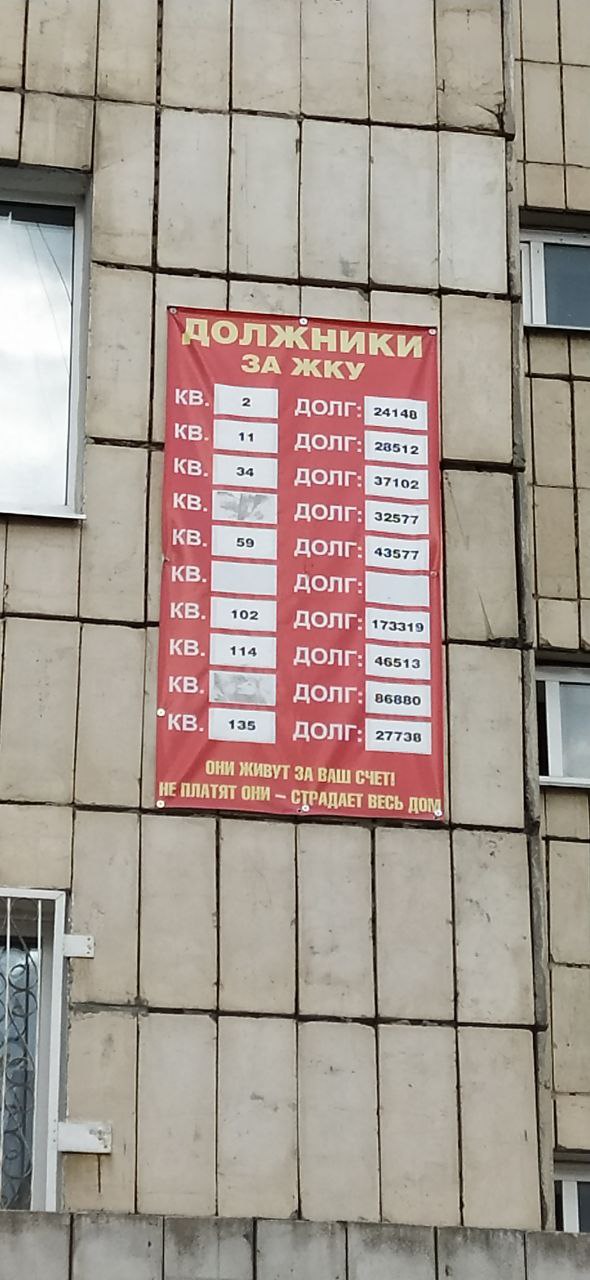 ДОЛЖНИКИ
ЗА ЖКУ
КВ. 2 ДОЛГ: 24148
КВ. 11 ДОЛГ: 28512
КВ. 34 ДОЛГ: 37102
КВ. ДОЛГ: 32577
КВ. 59 ДОЛГ: 43577
КВ. ДОЛГ:
КВ. 102 ДОЛГ: 173319
КВ. 114 ДОЛГ: 46513
КВ. ДОЛГ: 86880
КВ. 135 ДОЛГ: 27738
ОНИ ЖИВУТ ЗА ВАШ СЧЕТ!
НЕ ПЛАТЯТ ОНИ – СТРАДАЕТ ВЕСЬ ДОМ